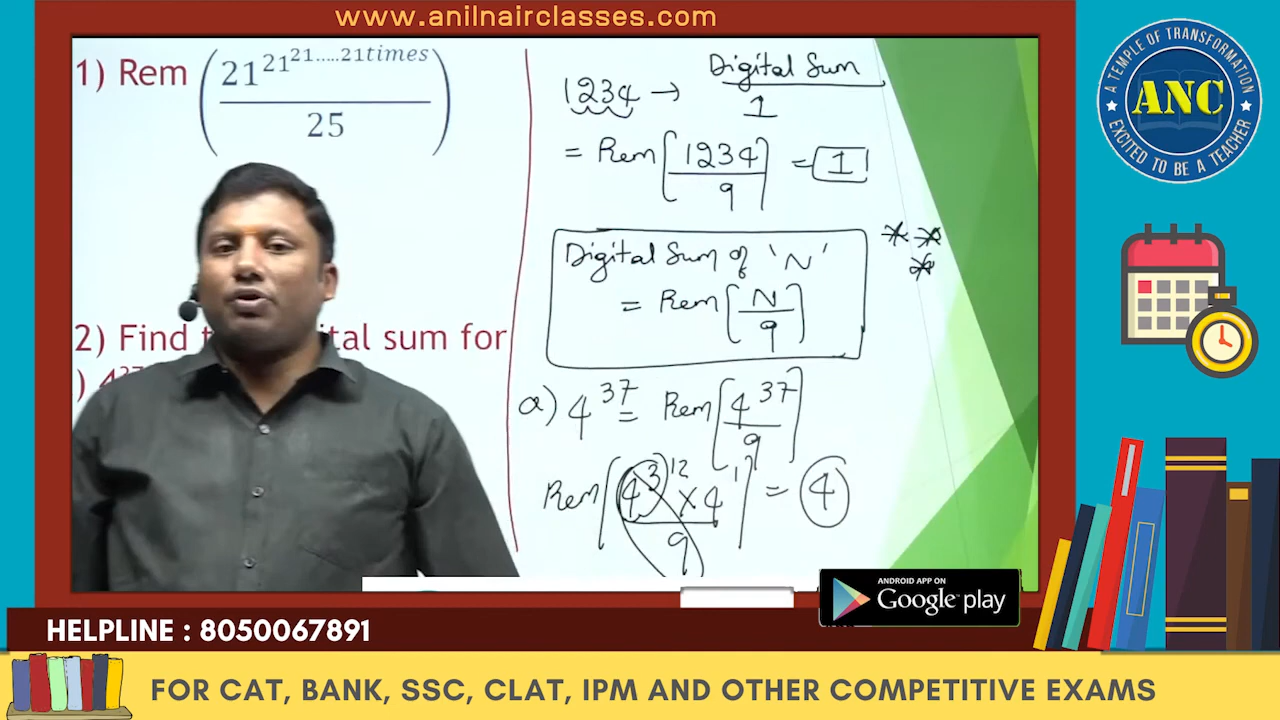 www.anilnairclasses.com
1) Rem (21^21^21.....21times / 25)
2) Find t tal sum for
) 4^37
Digital Sum
1234 → 1
= Rem[1234 / 9] = 1
* *
*
Digital Sum of 'N'
= Rem[N / 9]
a) 4^37 = Rem[4^37 / 9]
Rem[(4^3)^12 × 4^1 / 9] = 4
A TEMPLE OF TRANSFORMATION
ANC
EXCITED TO BE A TEACHER
ANDROID APP ON
Google play
HELPLINE : 8050067891
FOR CAT, BANK, SSC, CLAT, IPM AND OTHER COMPETITIVE EXAMS